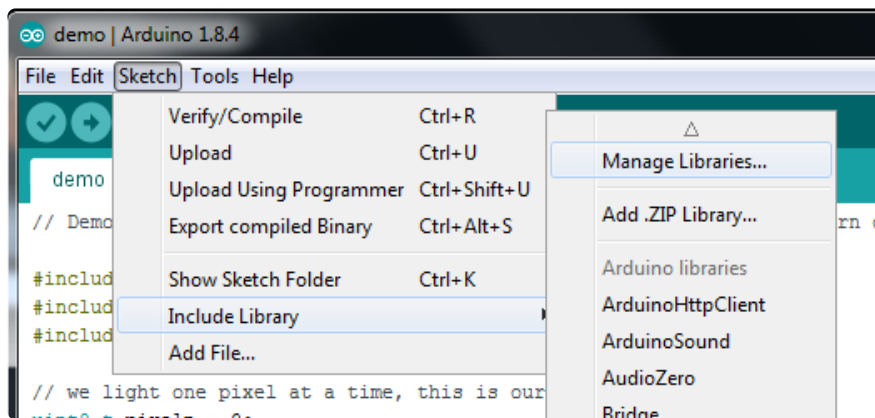 demo | Arduino 1.8.4
File Edit Sketch Tools Help
Verify/Compile Ctrl+R
Upload Ctrl+U
Upload Using Programmer Ctrl+Shift+U
Export compiled Binary Ctrl+Alt+S
Show Sketch Folder Ctrl+K
Include Library
Add File...
Manage Libraries...
Add .ZIP Library...
Arduino libraries
ArduinoHttpClient
ArduinoSound
AudioZero
Bridge
demo
// Demo
#includ
#includ
#includ
// we light one pixel at a time, this is our